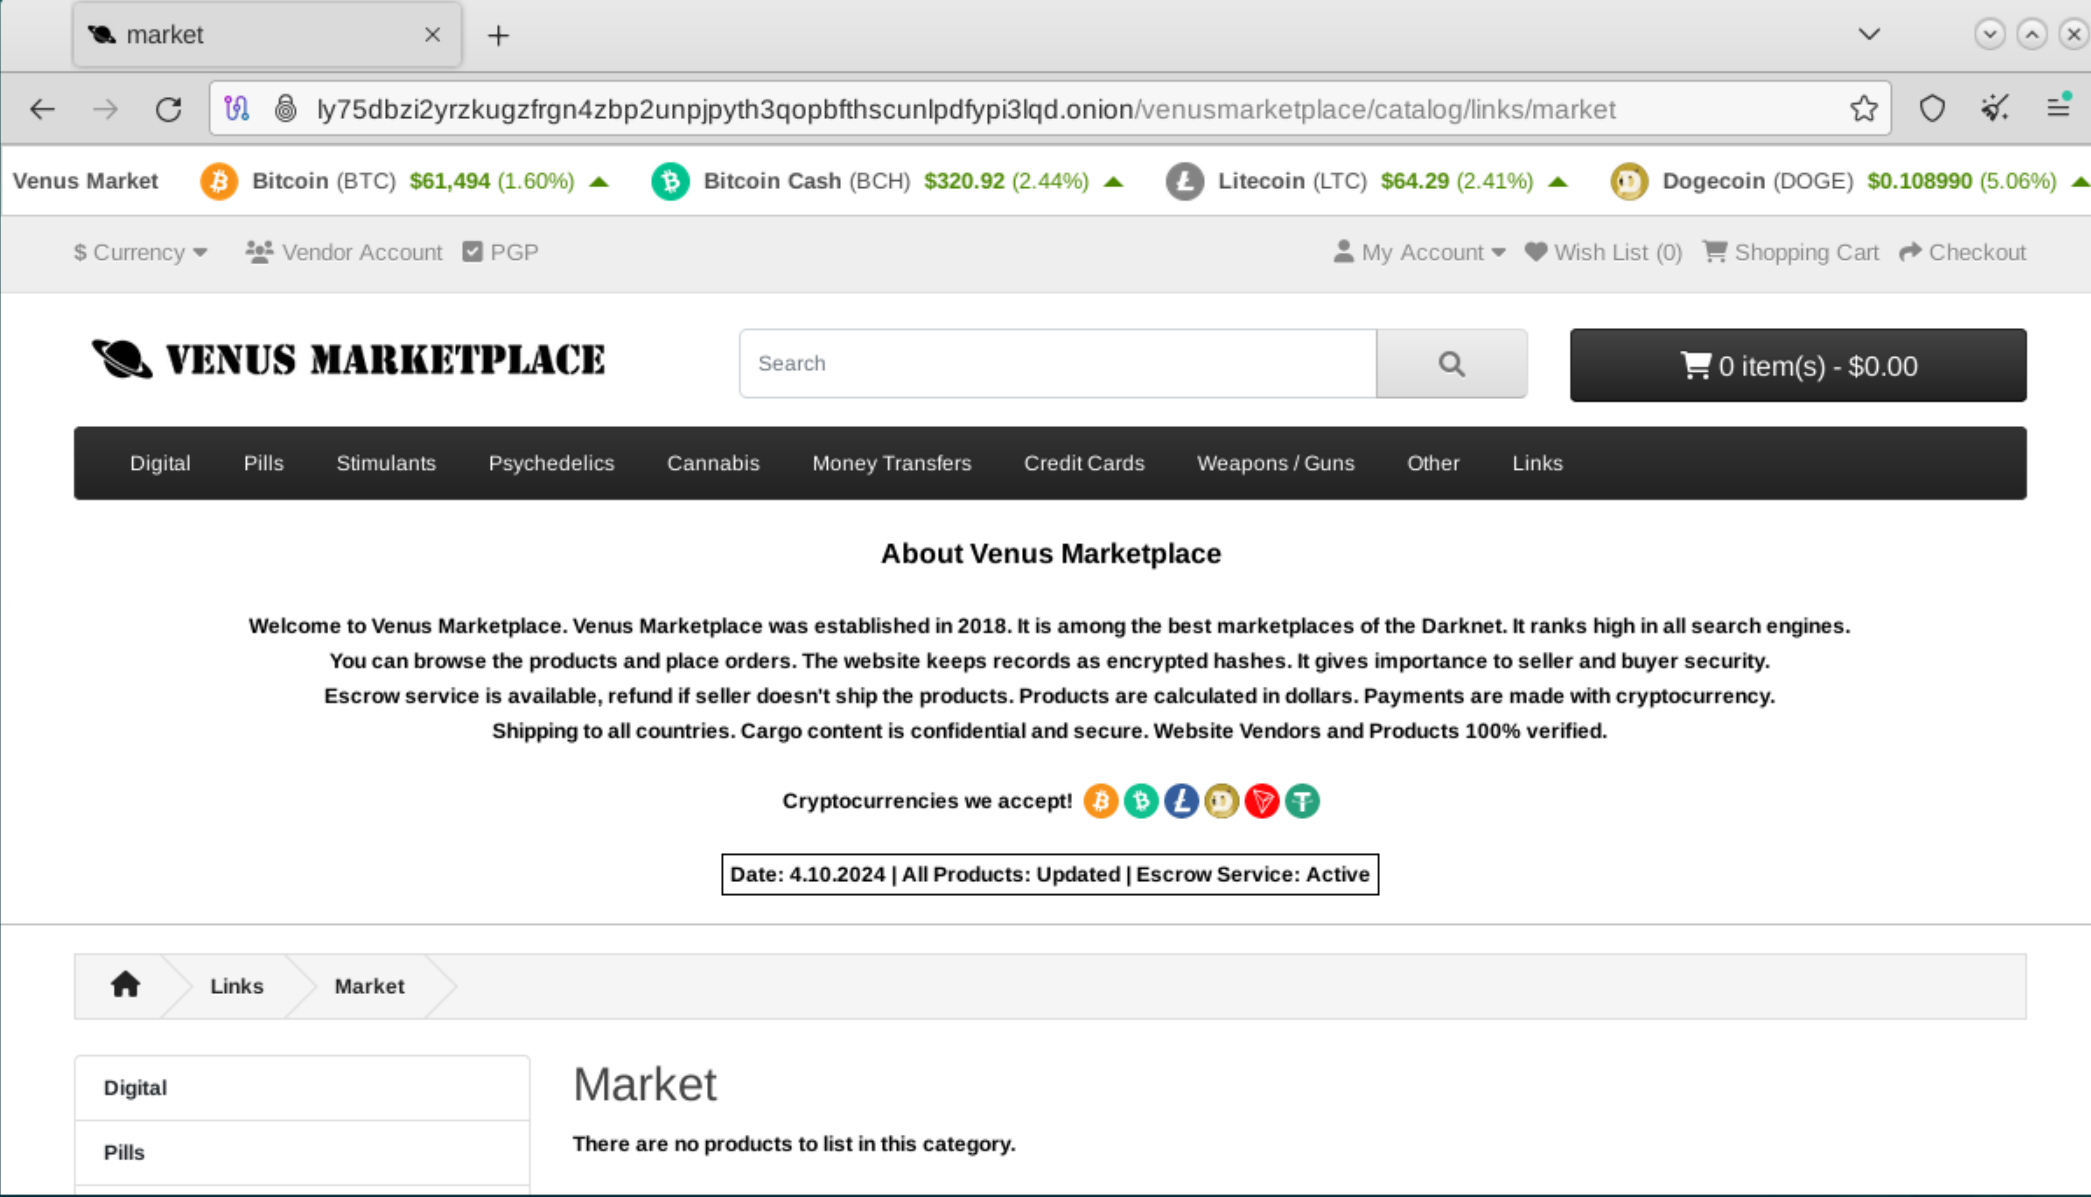 market
ly75dbzi2yrzkugzfrgn4zbp2unpjpyth3qopbfthscunlpdfypi3lqd.onion/venusmarketplace/catalog/links/market
Venus Market Bitcoin (BTC) $61,494 (1.60%) Bitcoin Cash (BCH) $320.92 (2.44%) Litecoin (LTC) $64.29 (2.41%) Dogecoin (DOGE) $0.108990 (5.06%)
$ Currency Vendor Account PGP My Account Wish List (0) Shopping Cart Checkout
VENUS MARKETPLACE Search 0 item(s) - $0.00
Digital Pills Stimulants Psychedelics Cannabis Money Transfers Credit Cards Weapons / Guns Other Links
About Venus Marketplace
Welcome to Venus Marketplace. Venus Marketplace was established in 2018. It is among the best marketplaces of the Darknet. It ranks high in all search engines.
You can browse the products and place orders. The website keeps records as encrypted hashes. It gives importance to seller and buyer security.
Escrow service is available, refund if seller doesn't ship the products. Products are calculated in dollars. Payments are made with cryptocurrency.
Shipping to all countries. Cargo content is confidential and secure. Website Vendors and Products 100% verified.
Cryptocurrencies we accept!
Date: 4.10.2024 | All Products: Updated | Escrow Service: Active
Links Market
Digital
Pills
Market
There are no products to list in this category.